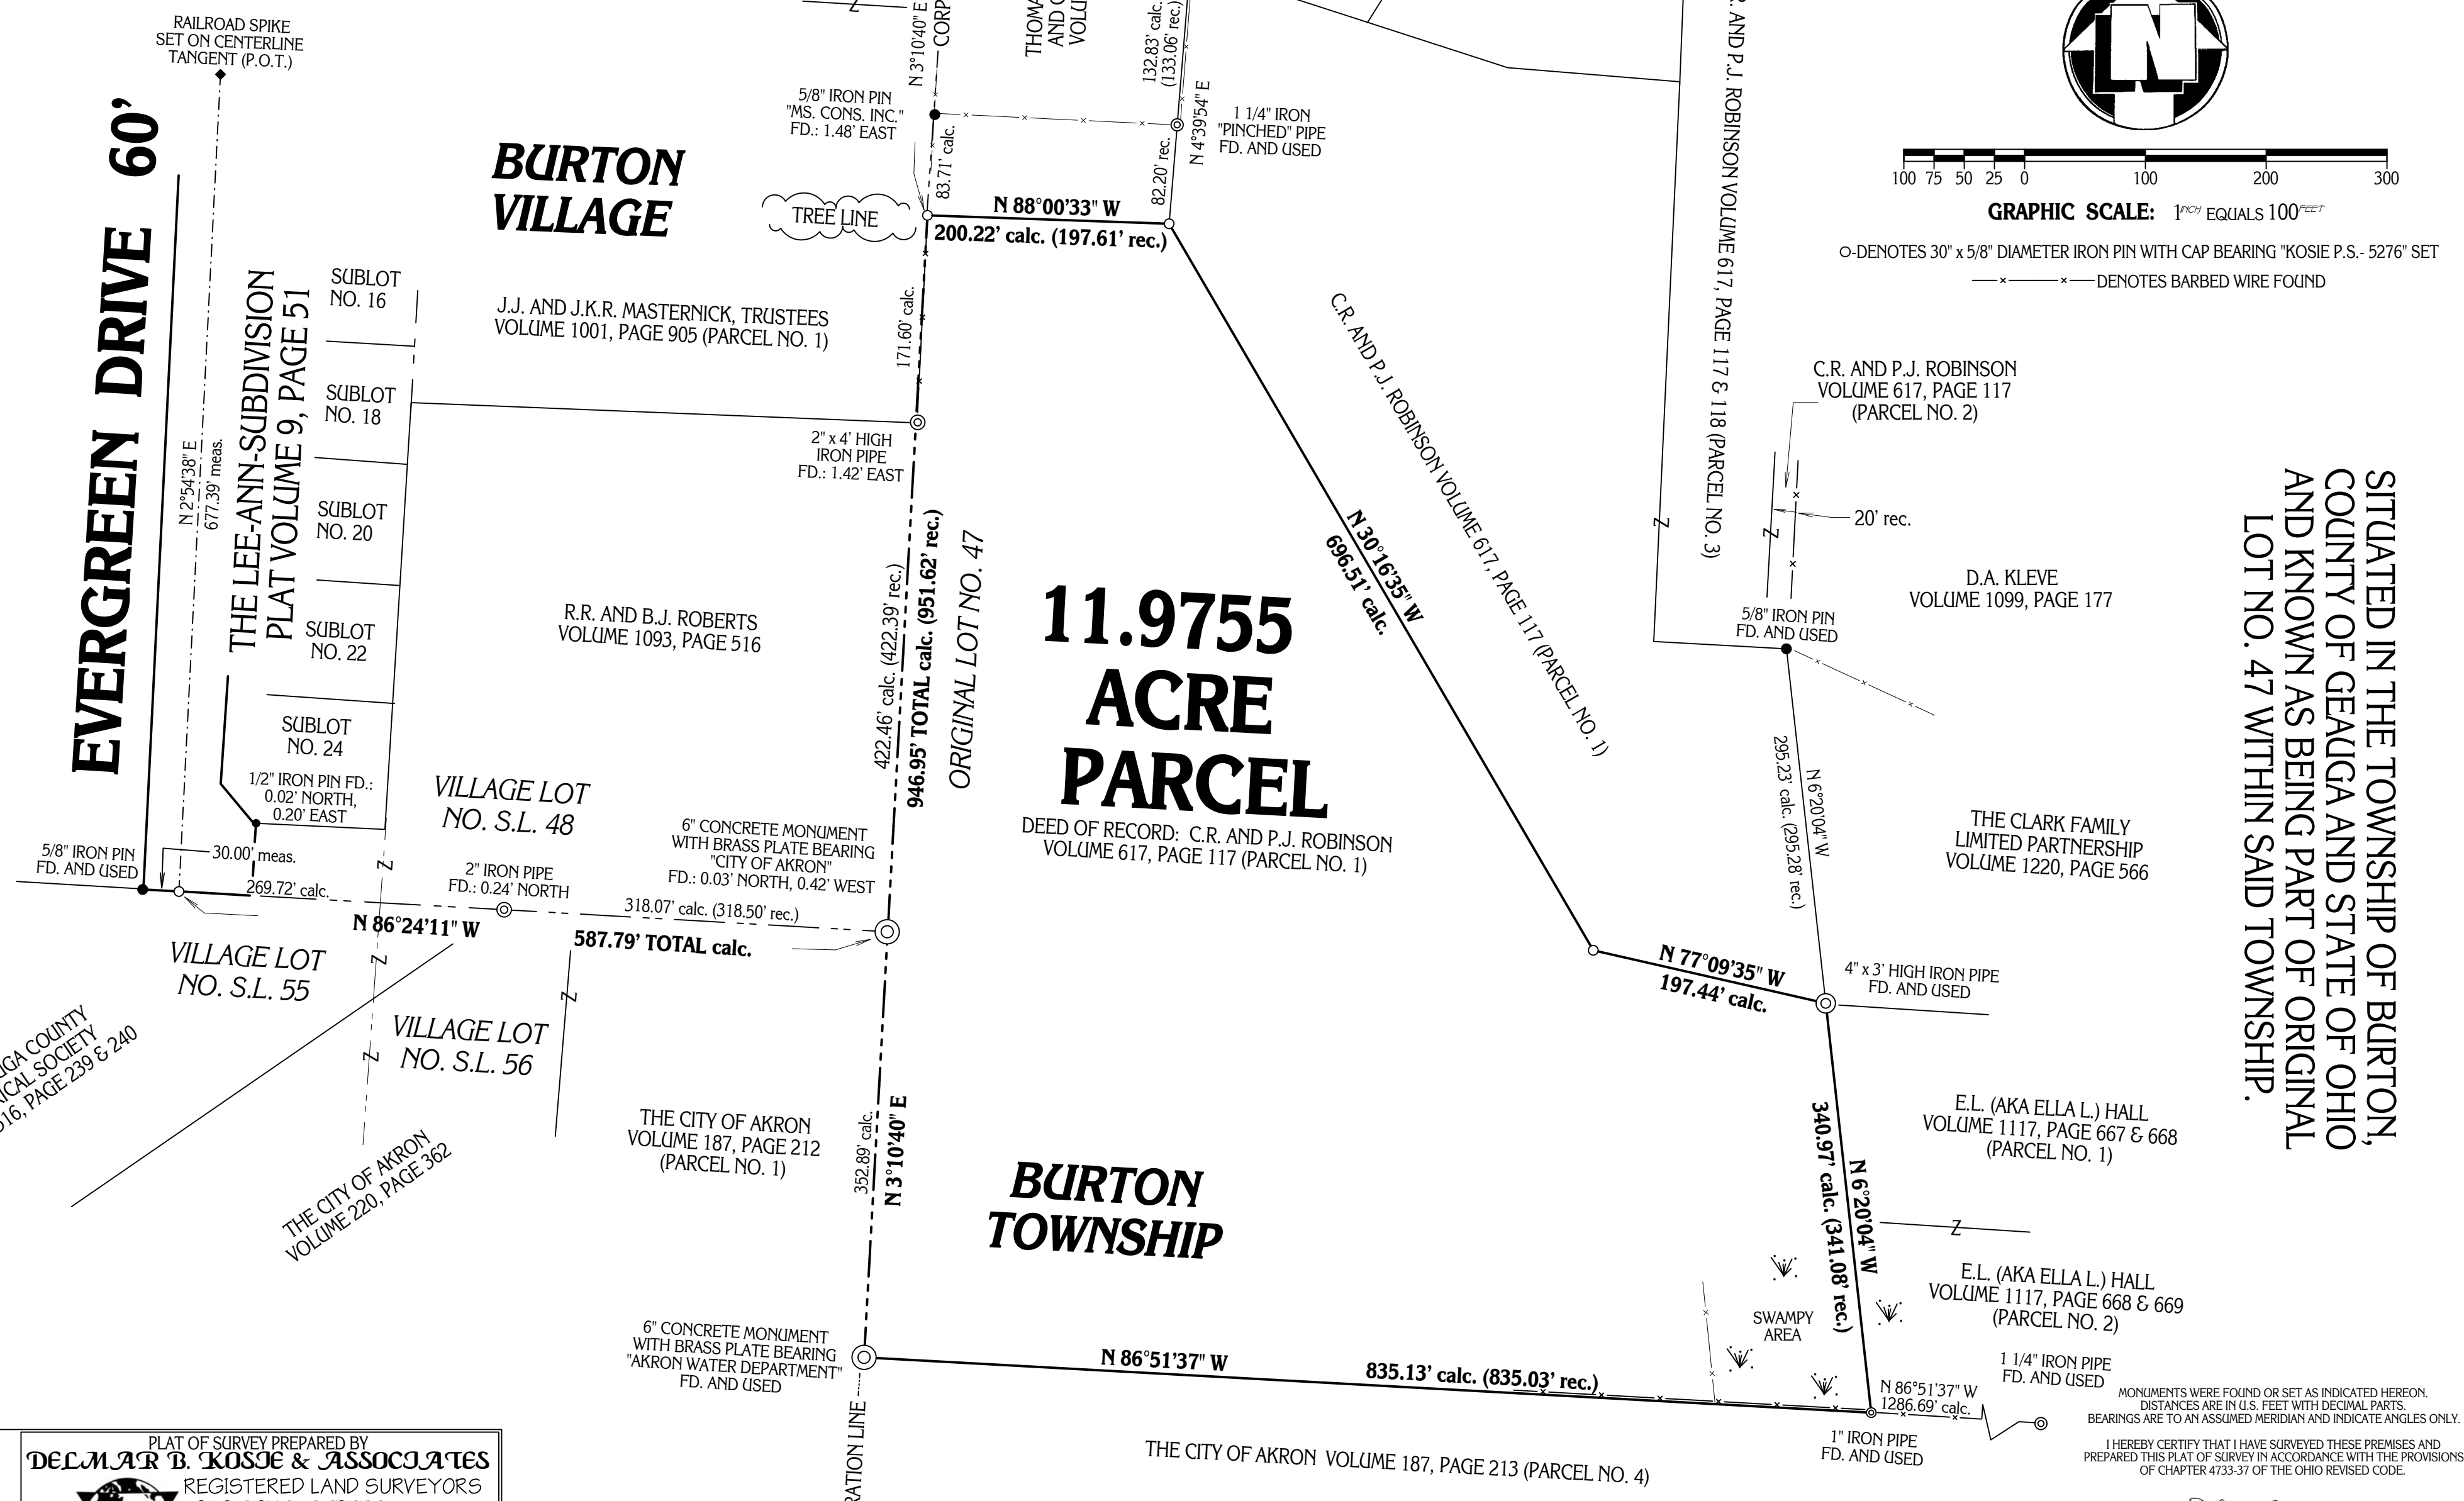 RAILROAD SPIKE
SET ON CENTERLINE
TANGENT (P.O.T.)
EVERGREEN DRIVE 60'
N 2°54'38" E
677.39' meas.
THE LEE-ANN-SUBDIVISION
PLAT VOLUME 9, PAGE 51
SUBLOT
NO. 16
SUBLOT
NO. 18
SUBLOT
NO. 20
SUBLOT
NO. 22
SUBLOT
NO. 24
1/2" IRON PIN FD.:
0.02' NORTH,
0.20' EAST
5/8" IRON PIN
FD. AND USED
30.00' meas.
269.72' calc.
N 86°24'11" W
587.79' TOTAL calc.
318.07' calc. (318.50' rec.)
2" IRON PIPE
FD.: 0.24' NORTH
VILLAGE LOT
NO. S.L. 48
VILLAGE LOT
NO. S.L. 55
VILLAGE LOT
NO. S.L. 56
PAGE 239 & 240
THE CITY OF AKRON
VOLUME 220, PAGE 362
BURTON
VILLAGE
TREE LINE
5/8" IRON PIN
"MS. CONS. INC."
FD.: 1.48' EAST
N 3°10'40" E
83.71' calc.
132.83' calc.
(133.06' rec.)
82.20' rec.
N 4°39'54" E
1 1/4" IRON
"PINCHED" PIPE
FD. AND USED
N 88°00'33" W
200.22' calc. (197.61' rec.)
J.J. AND J.K.R. MASTERNICK, TRUSTEES
VOLUME 1001, PAGE 905 (PARCEL NO. 1)
171.60' calc.
2" x 4' HIGH
IRON PIPE
FD.: 1.42' EAST
R.R. AND B.J. ROBERTS
VOLUME 1093, PAGE 516
422.46' calc. (422.39' rec.)
946.95' TOTAL calc. (951.62' rec.)
ORIGINAL LOT NO. 47
6" CONCRETE MONUMENT
WITH BRASS PLATE BEARING
"CITY OF AKRON"
FD.: 0.03' NORTH, 0.42' WEST
11.9755
ACRE
PARCEL
DEED OF RECORD: C.R. AND P.J. ROBINSON
VOLUME 617, PAGE 117 (PARCEL NO. 1)
N 30°16'35" W
696.51' calc.
C.R. AND P.J. ROBINSON VOLUME 617, PAGE 117 (PARCEL NO. 1)
R. AND P.J. ROBINSON VOLUME 617, PAGE 117 & 118 (PARCEL NO. 3)
N
100 75 50 25 0 100 200 300
GRAPHIC SCALE: 1 INCH EQUALS 100 FEET
O-DENOTES 30" x 5/8" DIAMETER IRON PIN WITH CAP BEARING "KOSIE P.S.- 5276" SET
DENOTES BARBED WIRE FOUND
C.R. AND P.J. ROBINSON
VOLUME 617, PAGE 117
(PARCEL NO. 2)
20' rec.
D.A. KLEVE
VOLUME 1099, PAGE 177
5/8" IRON PIN
FD. AND USED
295.23' calc. (295.28' rec.)
N 6°20'04" W
THE CLARK FAMILY
LIMITED PARTNERSHIP
VOLUME 1220, PAGE 566
N 77°09'35" W
197.44' calc.
4" x 3' HIGH IRON PIPE
FD. AND USED
SITUATED IN THE TOWNSHIP OF BURTON,
COUNTY OF GEAUGA AND STATE OF OHIO
AND KNOWN AS BEING PART OF ORIGINAL
LOT NO. 47 WITHIN SAID TOWNSHIP.
THE CITY OF AKRON
VOLUME 187, PAGE 212
(PARCEL NO. 1)
352.89' calc.
N 3°10'40" E
BURTON
TOWNSHIP
340.97' calc. (341.08' rec.)
N 6°20'04" W
E.L. (AKA ELLA L.) HALL
VOLUME 1117, PAGE 667 & 668
(PARCEL NO. 1)
E.L. (AKA ELLA L.) HALL
VOLUME 1117, PAGE 668 & 669
(PARCEL NO. 2)
SWAMPY
AREA
6" CONCRETE MONUMENT
WITH BRASS PLATE BEARING
"AKRON WATER DEPARTMENT"
FD. AND USED
N 86°51'37" W 835.13' calc. (835.03' rec.)
1 1/4" IRON PIPE
FD. AND USED
N 86°51'37" W
1286.69' calc.
1" IRON PIPE
FD. AND USED
THE CITY OF AKRON VOLUME 187, PAGE 213 (PARCEL NO. 4)
RATION LINE
MONUMENTS WERE FOUND OR SET AS INDICATED HEREON.
DISTANCES ARE IN U.S. FEET WITH DECIMAL PARTS.
BEARINGS ARE TO AN ASSUMED MERIDIAN AND INDICATE ANGLES ONLY.
I HEREBY CERTIFY THAT I HAVE SURVEYED THESE PREMISES AND
PREPARED THIS PLAT OF SURVEY IN ACCORDANCE WITH THE PROVISIONS
OF CHAPTER 4733-37 OF THE OHIO REVISED CODE.
PLAT OF SURVEY PREPARED BY
DELMAR B. KOSIE & ASSOCIATES
REGISTERED LAND SURVEYORS